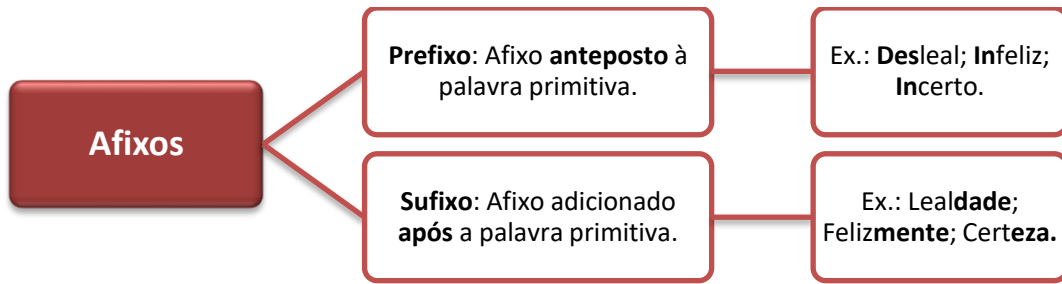 Afixos
Prefixo: Afixo anteposto à
palavra primitiva.
Ex.: Desleal; Infeliz;
Incerto.
Sufixo: Afixo adicionado
após a palavra primitiva.
Ex.: Lealdade;
Felizmente; Certeza.